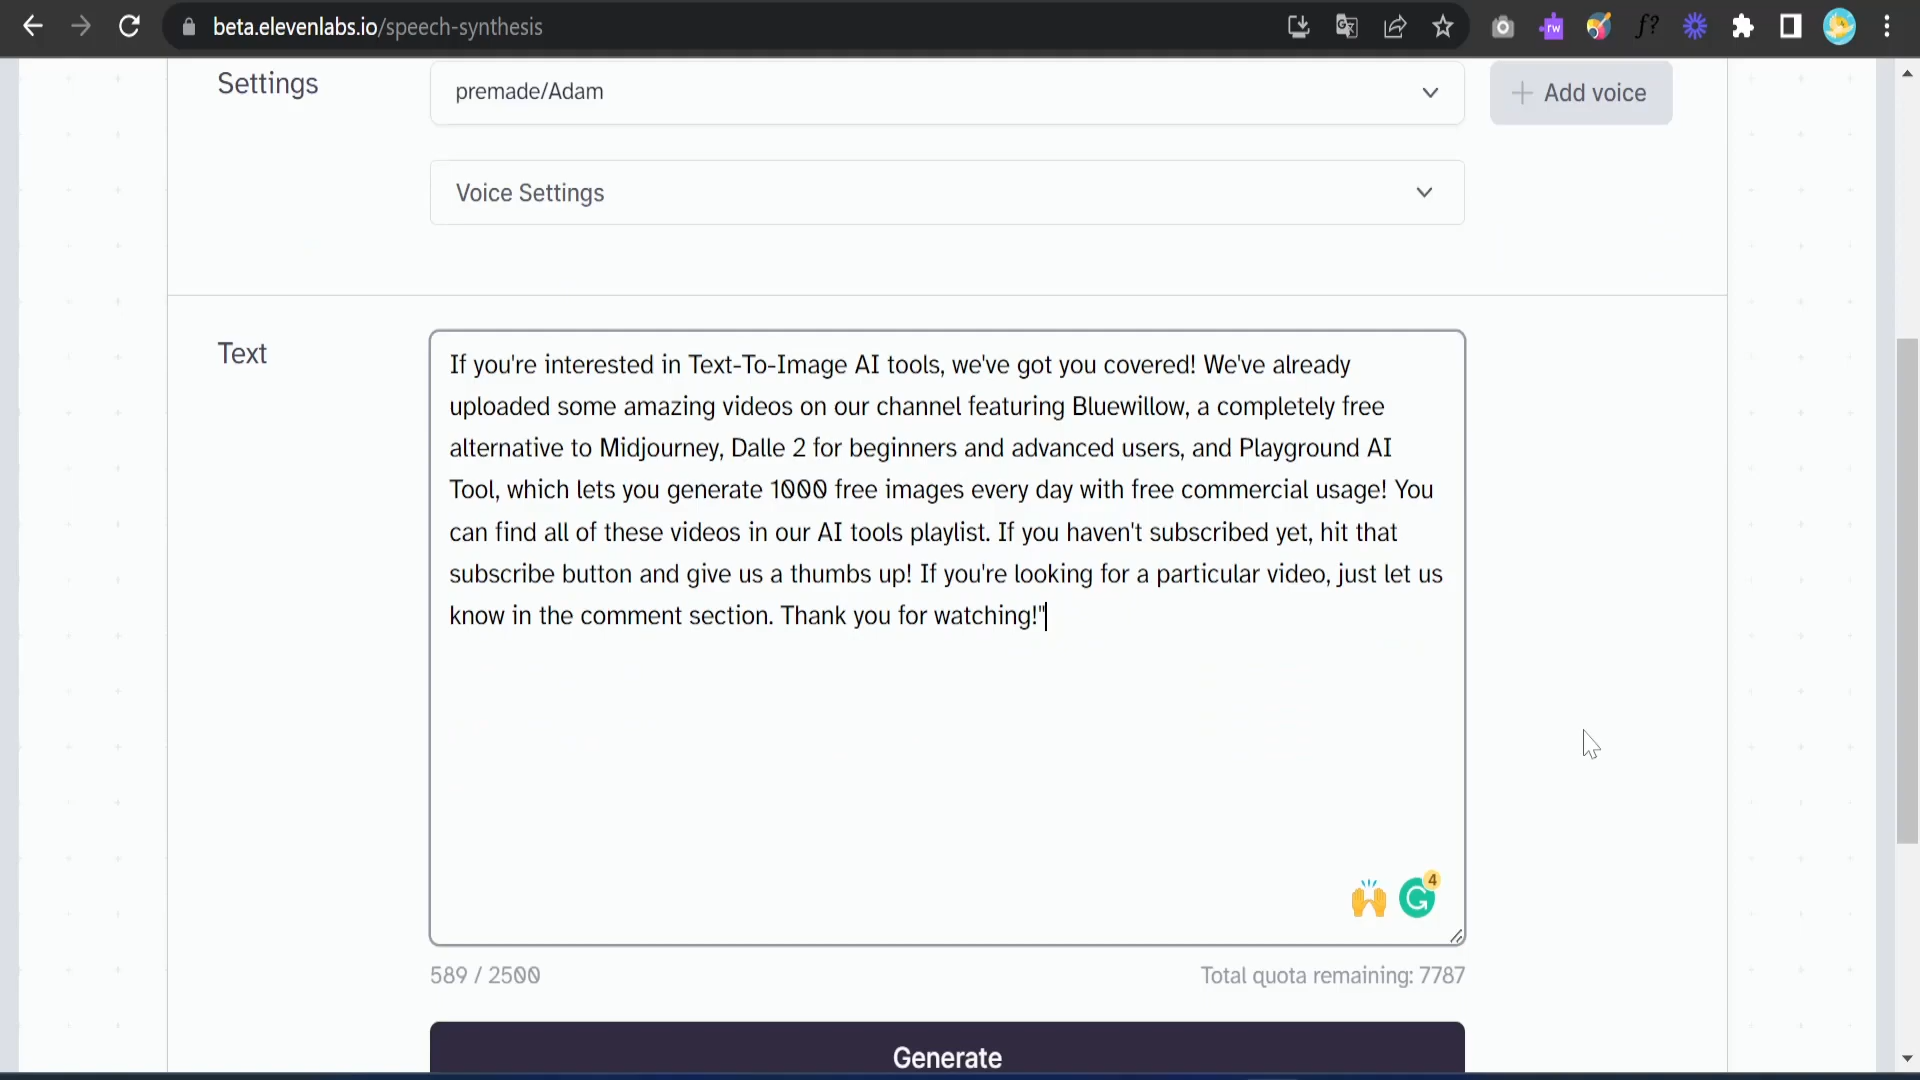 beta.elevenlabs.io/speech-synthesis
rw
f?
Settings
premade/Adam
Add voice
Voice Settings
Text
If you're interested in Text-To-Image AI tools, we've got you covered! We've already
uploaded some amazing videos on our channel featuring Bluewillow, a completely free
alternative to Midjourney, Dalle 2 for beginners and advanced users, and Playground AI
Tool, which lets you generate 1000 free images every day with free commercial usage! You
can find all of these videos in our AI tools playlist. If you haven't subscribed yet, hit that
subscribe button and give us a thumbs up! If you're looking for a particular video, just let us
know in the comment section. Thank you for watching!"
4
589 / 2500
Total quota remaining: 7787
Generate